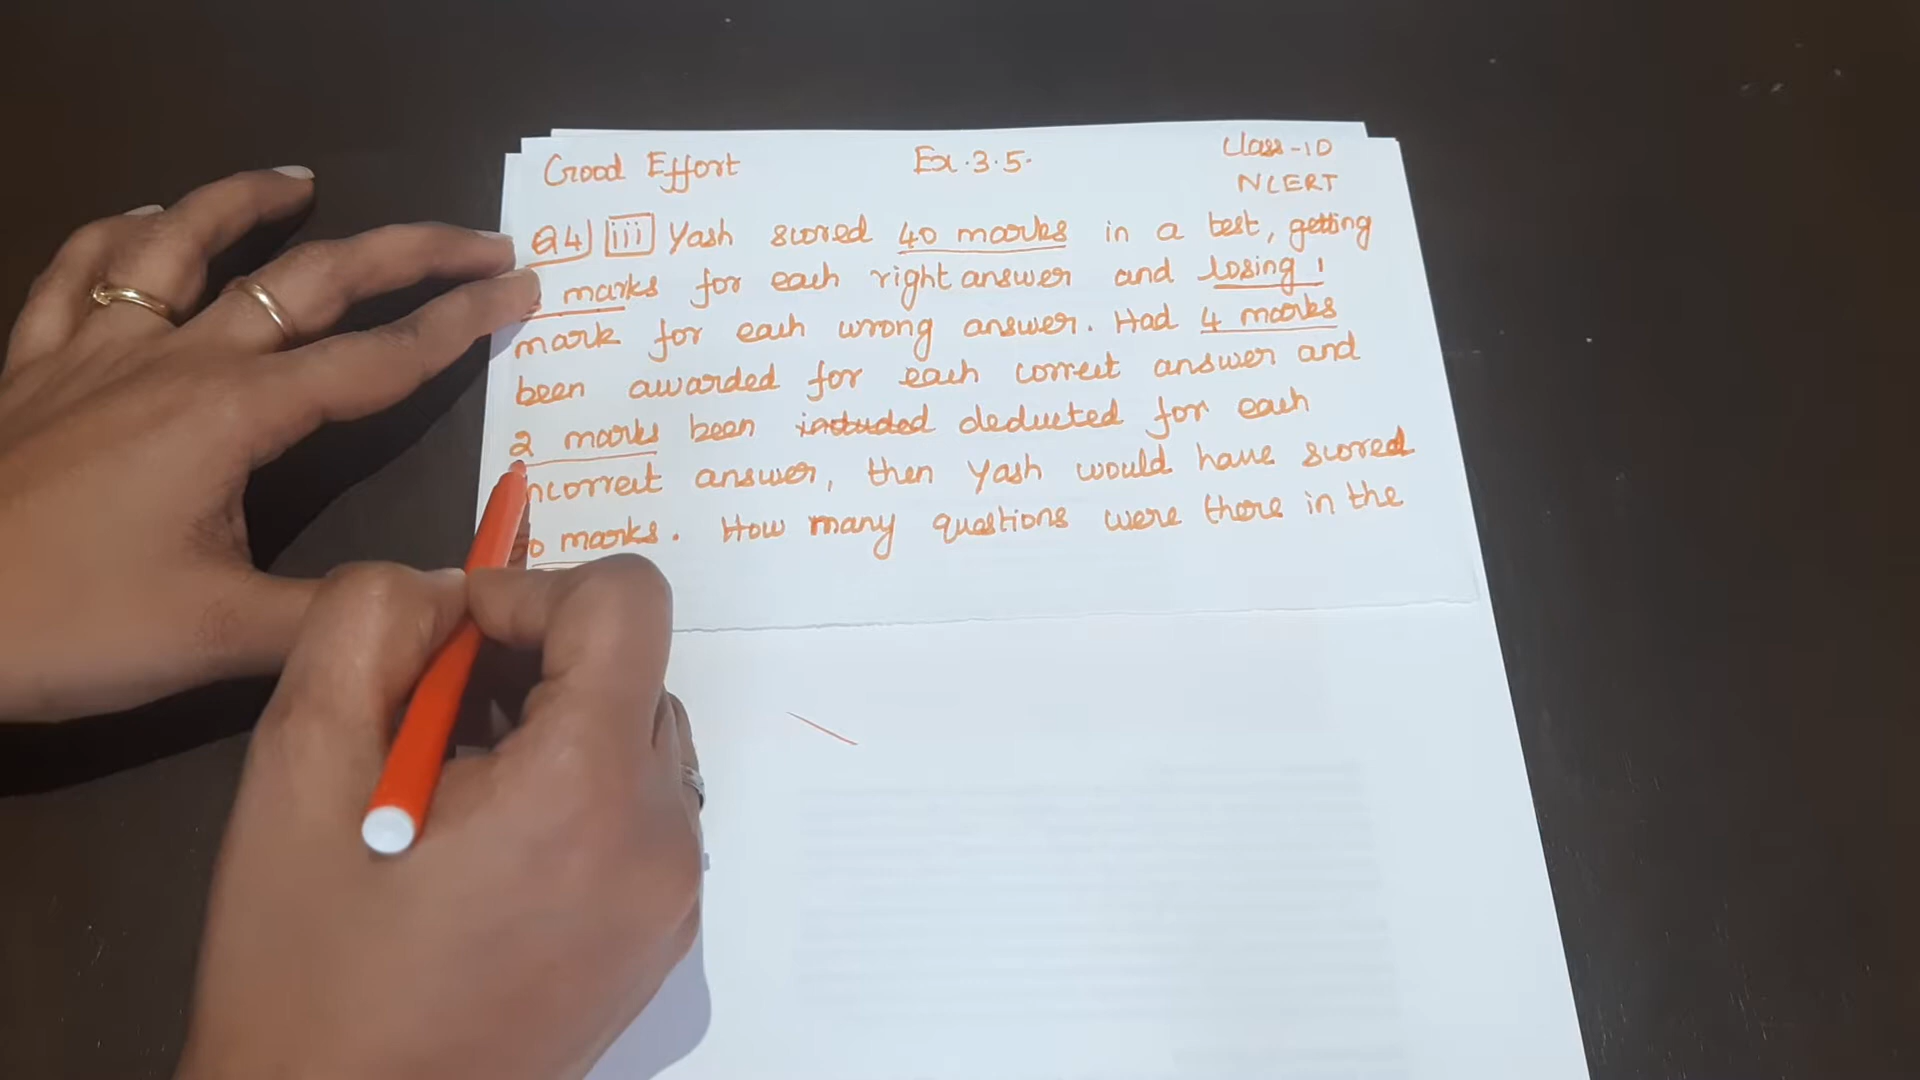 Good Effort Ex.3.5. Class-10
NCERT
Q4) iii Yash scored 40 marks in a test, getting
marks for each right answer and losing 1
mark for each wrong answer. Had 4 marks
been awarded for each correct answer and
2 marks been included deducted for each
ncorrect answer, then Yash would have scored
0 marks. How many questions were there in the